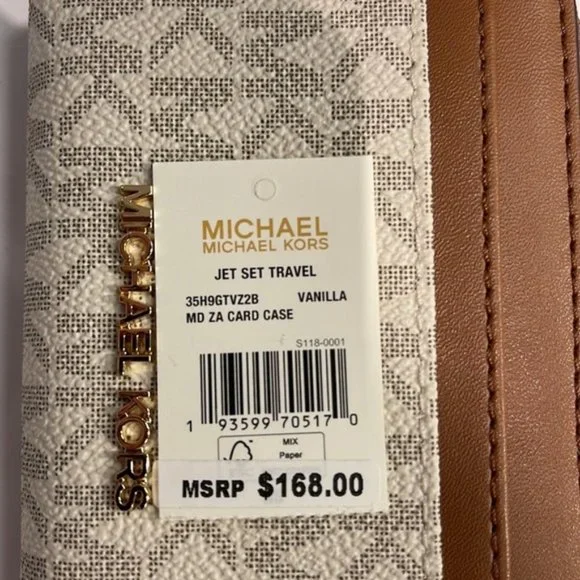 MICHAEL
MICHAEL KORS
JET SET TRAVEL
35H9GTVZ2B VANILLA
MD ZA CARD CASE
S118-0001
1 93599 70517 0
MIX
Paper
MSRP $168.00
MICHAEL KORS